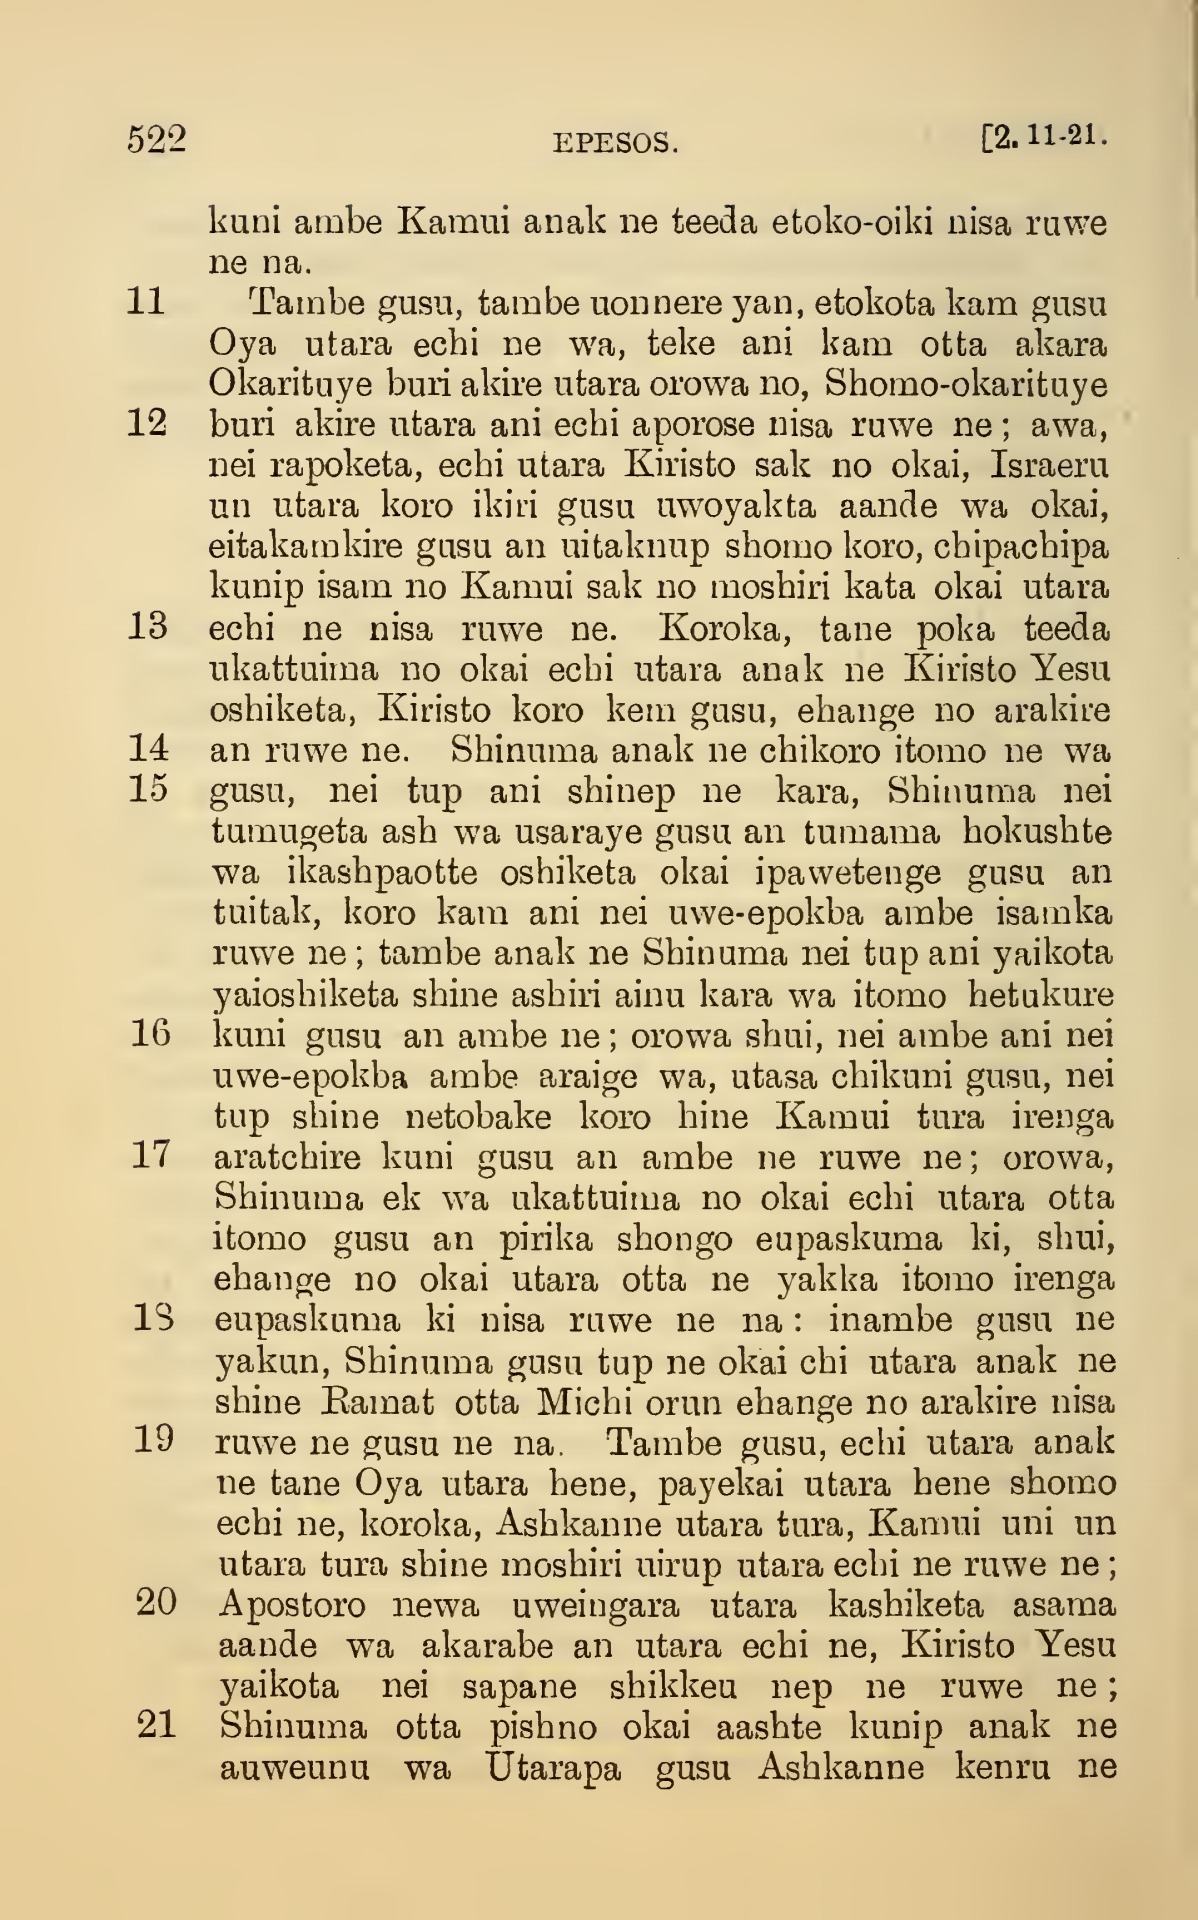 522 EPESOS. [2. 11-21.
kuni ambe Kamui anak ne teeda etoko-oiki nisa ruwe
ne na.
11 Tambe gusu, tambe uonnere yan, etokota kam gusu
Oya utara echi ne wa, teke ani kam otta akara
Okarituye buri akire utara orowa no, Shomo-okarituye
12 buri akire utara ani echi aporose nisa ruwe ne; awa,
nei rapoketa, echi utara Kiristo sak no okai, Israeru
un utara koro ikiri gusu uwoyakta aande wa okai,
eitakamkire gusu an uitaknup shomo koro, chipachipa
kunip isam no Kamui sak no moshiri kata okai utara
13 echi ne nisa ruwe ne. Koroka, tane poka teeda
ukattuima no okai echi utara anak ne Kiristo Yesu
oshiketa, Kiristo koro kem gusu, ehange no arakire
14 an ruwe ne. Shinuma anak ne chikoro itomo ne wa
15 gusu, nei tup ani shinep ne kara, Shinuma nei
tumugeta ash wa usaraye gusu an tumama hokushte
wa ikashpaotte oshiketa okai ipawetenge gusu an
tuitak, koro kam ani nei uwe-epokba ambe isamka
ruwe ne; tambe anak ne Shinuma nei tup ani yaikota
yaioshiketa shine ashiri ainu kara wa itomo hetukure
16 kuni gusu an ambe ne; orowa shui, nei ambe ani nei
uwe-epokba ambe araige wa, utasa chikuni gusu, nei
tup shine netobake koro hine Kamui tura irenga
17 aratchire kuni gusu an ambe ne ruwe ne; orowa,
Shinuma ek wa ukattuima no okai echi utara otta
itomo gusu an pirika shongo eupaskuma ki, shui,
ehange no okai utara otta ne yakka itomo irenga
18 eupaskuma ki nisa ruwe ne na: inambe gusu ne
yakun, Shinuma gusu tup ne okai chi utara anak ne
shine Ramat otta Michi orun ehange no arakire nisa
19 ruwe ne gusu ne na. Tambe gusu, echi utara anak
ne tane Oya utara hene, payekai utara hene shomo
echi ne, koroka, Ashkanne utara tura, Kamui uni un
utara tura shine moshiri uirup utara echi ne ruwe ne;
20 Apostoro newa uweingara utara kashiketa asama
aande wa akarabe an utara echi ne, Kiristo Yesu
yaikota nei sapane shikkeu nep ne ruwe ne;
21 Shinuma otta pishno okai aashte kunip anak ne
auweunu wa Utarapa gusu Ashkanne kenru ne